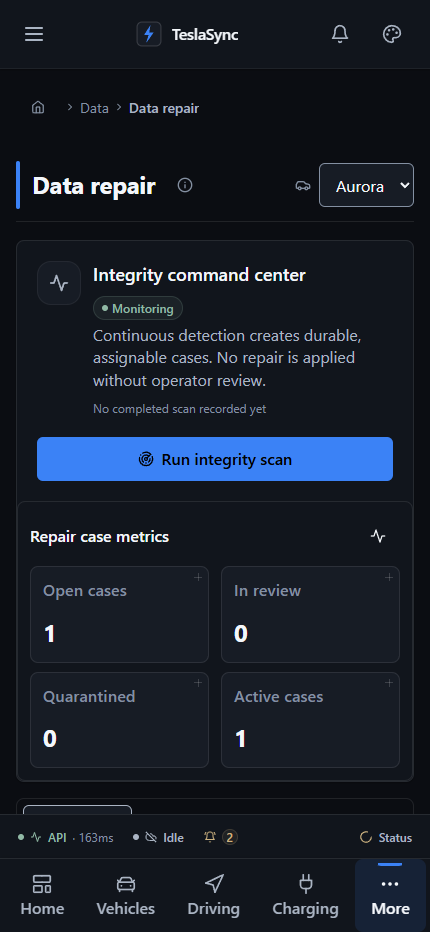 TeslaSync
Data
Data repair
Data repair
Aurora
Integrity command center
Monitoring
Continuous detection creates durable,
assignable cases. No repair is applied
without operator review.
No completed scan recorded yet
Run integrity scan
Repair case metrics
Open cases
In review
1
0
Quarantined
Active cases
0
1
API · 163ms
Idle
2
Status
Home
Vehicles
Driving
Charging
More